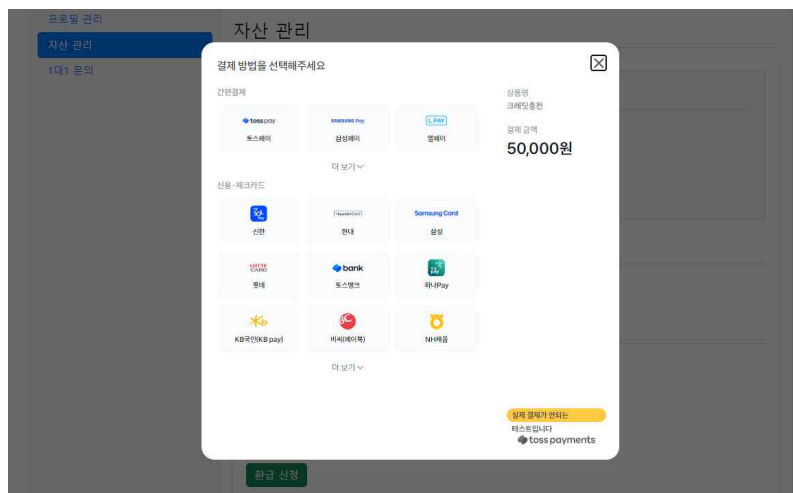 프로필 관리
자산 관리
1대1 문의
자산 관리
결제 방법을 선택해주세요
간편결제
toss pay
SAMSUNG Pay
L.PAY
토스페이
삼성페이
엘페이
더 보기
신용·체크카드
SOL Pay
HyundaiCard
Samsung Card
신한
현대
삼성
LOTTE CARD
bank
Pay
롯데
토스뱅크
하나Pay
KB국민(KB pay)
비씨(페이북)
NH채움
더 보기
상품명
크레딧충전
결제 금액
50,000원
실제 결제가 안되는
테스트입니다
toss payments
환급 신청